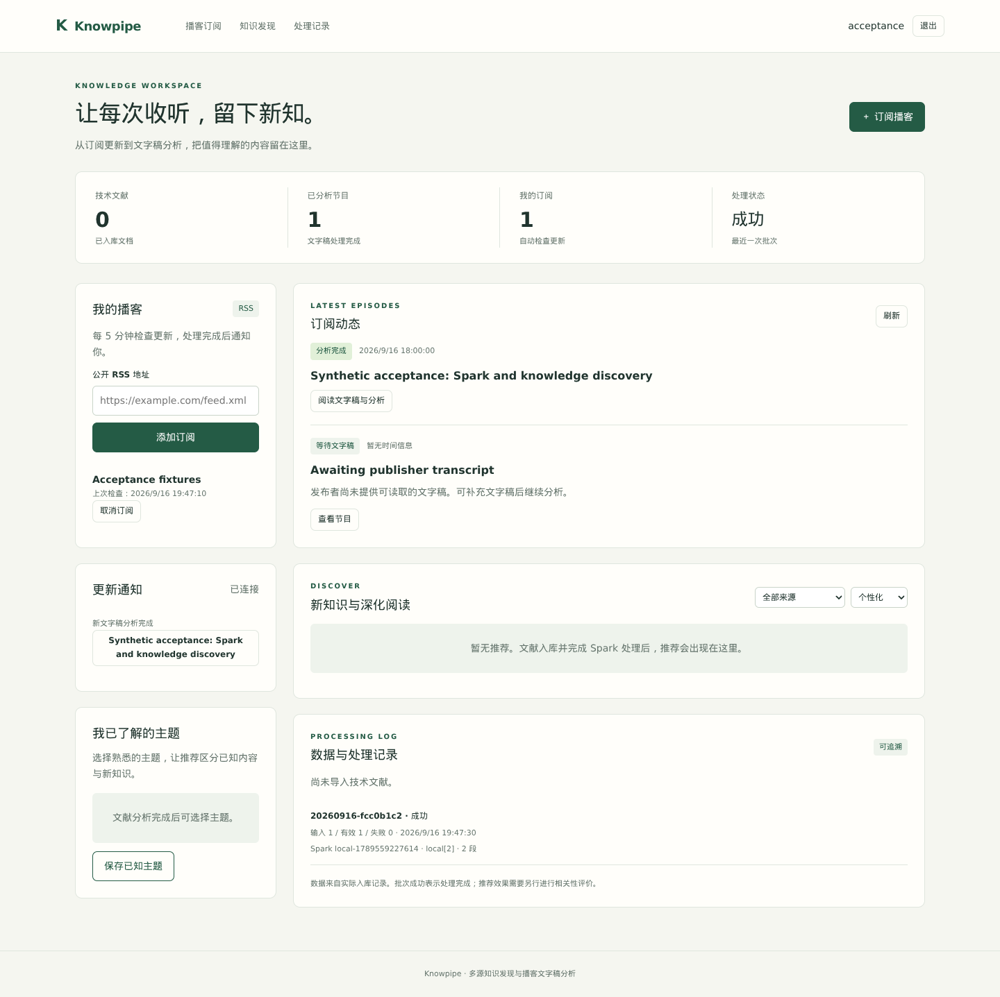 K Knowpipe
播客订阅 知识发现 处理记录
acceptance 退出
KNOWLEDGE WORKSPACE
让每次收听，留下新知。
＋ 订阅播客
从订阅更新到文字稿分析，把值得理解的内容留在这里。
技术文献
0
已入库文档
已分析节目
1
文字稿处理完成
我的订阅
1
自动检查更新
处理状态
成功
最近一次批次
我的播客 RSS
每 5 分钟检查更新，处理完成后通知
你。
公开 RSS 地址
https://example.com/feed.xml
添加订阅
Acceptance fixtures
上次检查：2026/9/16 19:47:10
取消订阅
LATEST EPISODES
订阅动态
刷新
分析完成 2026/9/16 18:00:00
Synthetic acceptance: Spark and knowledge discovery
阅读文字稿与分析
等待文字稿 暂无时间信息
Awaiting publisher transcript
发布者尚未提供可读取的文字稿。可补充文字稿后继续分析。
查看节目
更新通知 已连接
新文字稿分析完成
Synthetic acceptance: Spark
and knowledge discovery
DISCOVER
新知识与深化阅读
全部来源 个性化
暂无推荐。文献入库并完成 Spark 处理后，推荐会出现在这里。
我已了解的主题
选择熟悉的主题，让推荐区分已知内容
与新知识。
文献分析完成后可选择主题。
保存已知主题
PROCESSING LOG
数据与处理记录
可追溯
尚未导入技术文献。
20260916-fcc0b1c2 · 成功
输入 1 / 有效 1 / 失败 0 · 2026/9/16 19:47:30
Spark local-1789559227614 · local[2] · 2 段
数据来自实际入库记录。批次成功表示处理完成；推荐效果需要另行进行相关性评价。
Knowpipe · 多源知识发现与播客文字稿分析